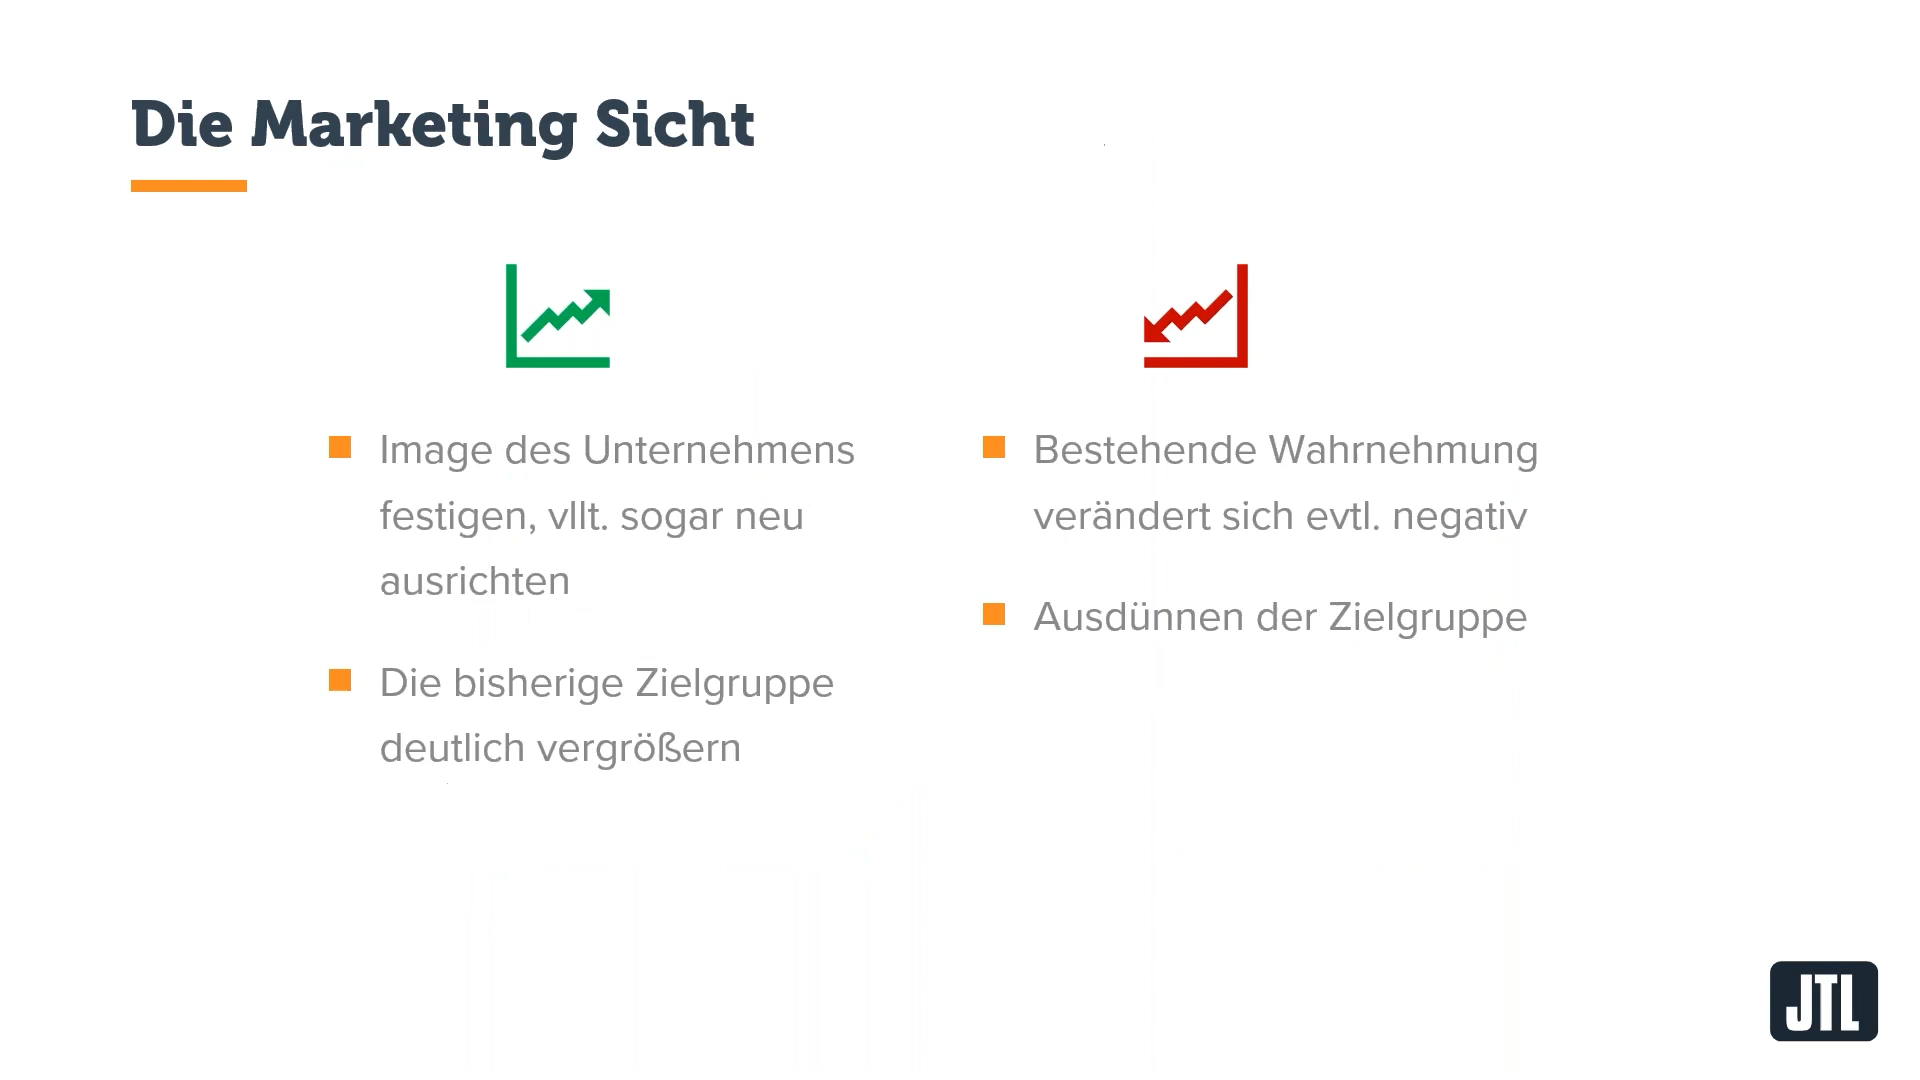 Die Marketing Sicht
Image des Unternehmens
festigen, vllt. sogar neu
ausrichten
Die bisherige Zielgruppe
deutlich vergrößern
Bestehende Wahrnehmung
verändert sich evtl. negativ
Ausdünnen der Zielgruppe
JTL